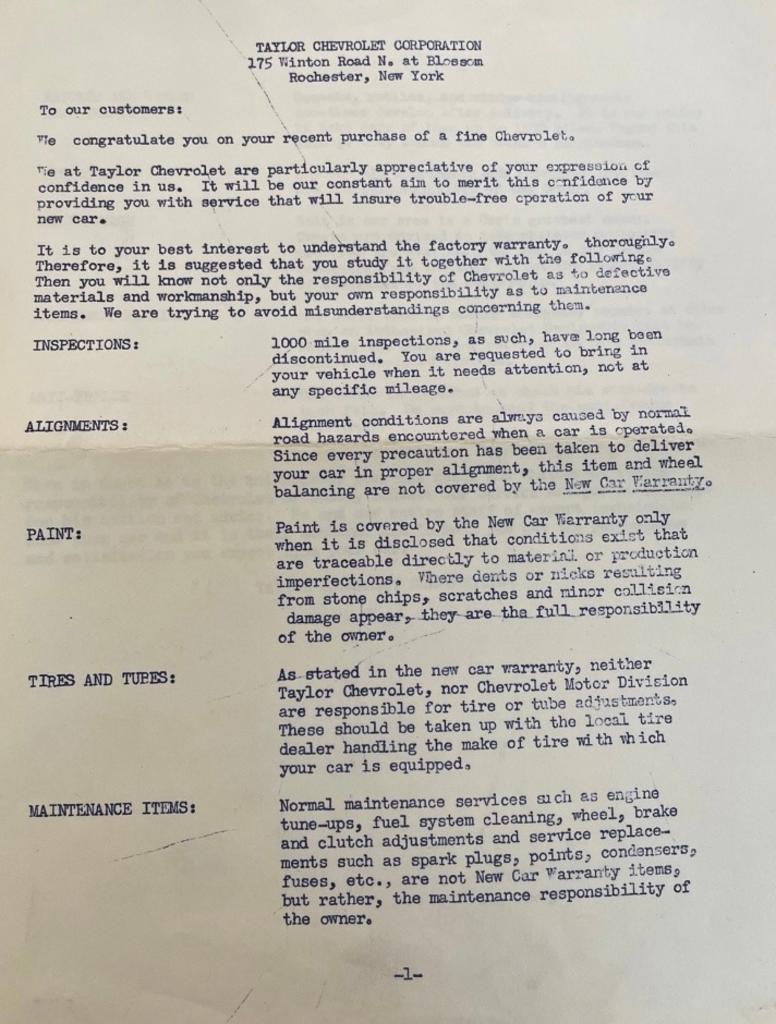 TAYLOR CHEVROLET CORPORATION
175 Winton Road N. at Blossom
Rochester, New York
To our customers:
We congratulate you on your recent purchase of a fine Chevrolet.
We at Taylor Chevrolet are particularly appreciative of your expression of
confidence in us. It will be our constant aim to merit this confidence by
providing you with service that will insure trouble-free operation of your
new car.
It is to your best interest to understand the factory warranty. thoroughly.
Therefore, it is suggested that you study it together with the following.
Then you will know not only the responsibility of Chevrolet as to defective
materials and workmanship, but your own responsibility as to maintenance
items. We are trying to avoid misunderstandings concerning them.
INSPECTIONS: 1000 mile inspections, as such, have long been
discontinued. You are requested to bring in
your vehicle when it needs attention, not at
any specific mileage.
ALIGNMENTS: Alignment conditions are always caused by normal
road hazards encountered when a car is operated.
Since every precaution has been taken to deliver
your car in proper alignment, this item and wheel
balancing are not covered by the New Car Warranty.
PAINT: Paint is covered by the New Car Warranty only
when it is disclosed that conditions exist that
are traceable directly to material or production
imperfections. Where dents or nicks resulting
from stone chips, scratches and minor collision
damage appear, they are the full responsibility
of the owner.
TIRES AND TUBES: As stated in the new car warranty, neither
Taylor Chevrolet, nor Chevrolet Motor Division
are responsible for tire or tube adjustments.
These should be taken up with the local tire
dealer handling the make of tire with which
your car is equipped.
MAINTENANCE ITEMS: Normal maintenance services such as engine
tune-ups, fuel system cleaning, wheel, brake
and clutch adjustments and service replace-
ments such as spark plugs, points, condensers,
fuses, etc., are not New Car Warranty items,
but rather, the maintenance responsibility of
the owner.
-1-